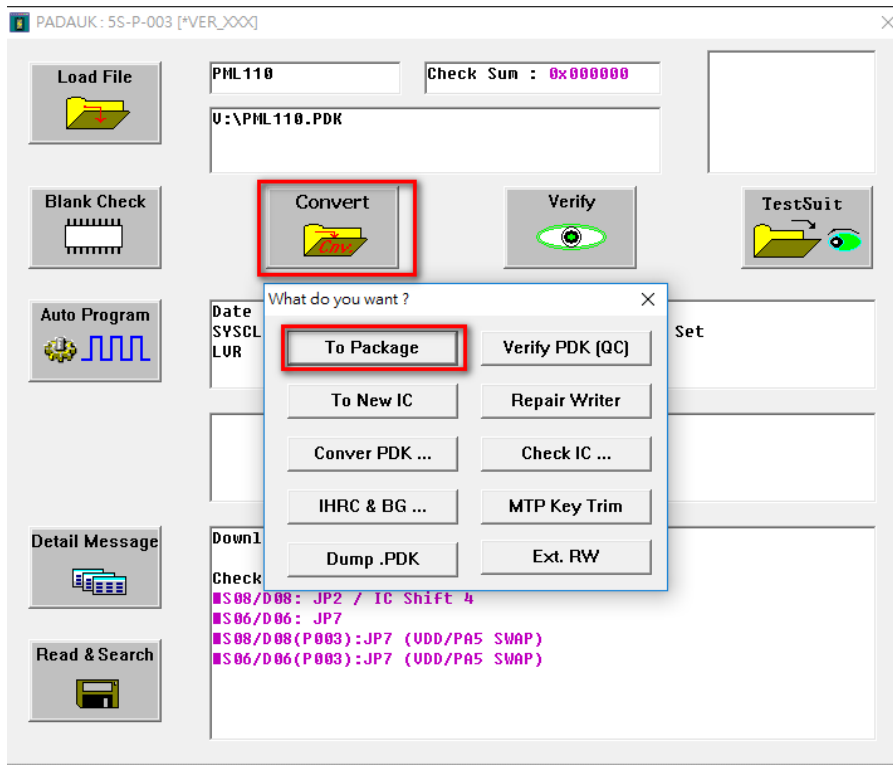 PADAUK : 5S-P-003 [*VER_XXX]
Load File
PML110
Check Sum : 0x000000
V:\PML110.PDK
Blank Check
Convert
Cnv.
Verify
TestSuit
What do you want ?
Auto Program
Date
SYSCL
Set
LVR
To Package
Verify PDK (QC)
To New IC
Repair Writer
Conver PDK ...
Check IC ...
IHRC & BG ...
MTP Key Trim
Dump .PDK
Ext. RW
Detail Message
Downl
Check
■S08/D08: JP2 / IC Shift 4
■S06/D06: JP7
■S08/D08(P003):JP7 (VDD/PA5 SWAP)
■S06/D06(P003):JP7 (VDD/PA5 SWAP)
Read & Search